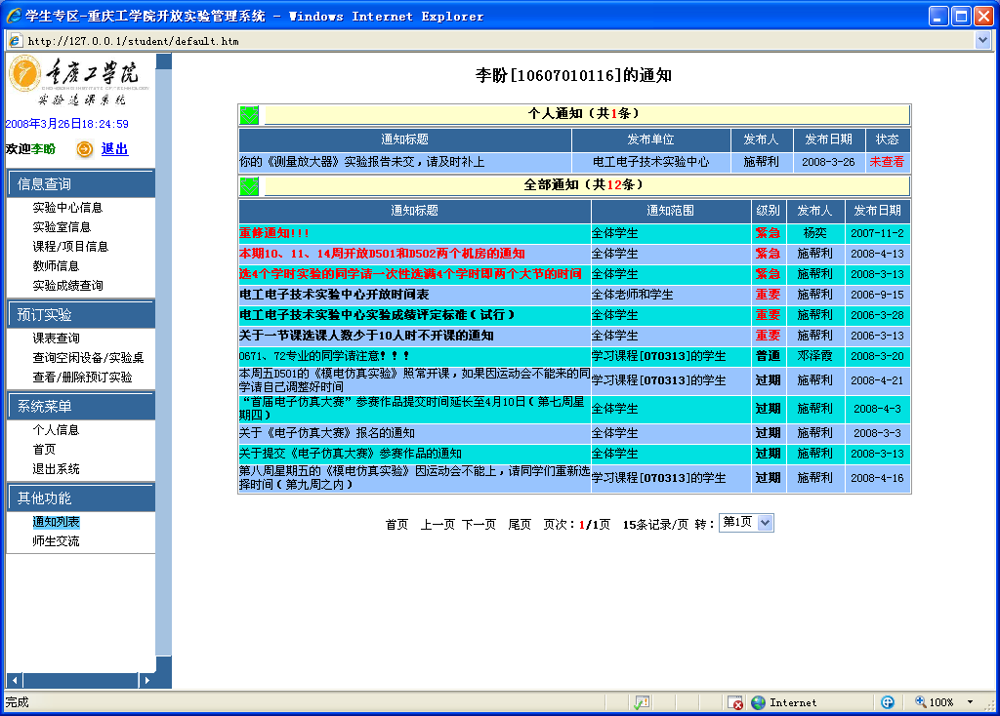 学生专区-重庆工学院开放实验管理系统 - Windows Internet Explorer
http://127.0.0.1/student/default.htm
重庆工学院
CHONGQING INSTITUTE OF TECHNOLOGY
实验选课系统
2008年3月26日18:24:59
欢迎李盼 退出
信息查询
实验中心信息
实验室信息
课程/项目信息
教师信息
实验成绩查询
预订实验
课表查询
查询空闲设备/实验桌
查看/删除预订实验
系统菜单
个人信息
首页
退出系统
其他功能
通知列表
师生交流
李盼[10607010116]的通知
个人通知（共1条）
通知标题 发布单位 发布人 发布日期 状态
你的《测量放大器》实验报告未交，请及时补上 电工电子技术实验中心 施帮利 2008-3-26 未查看
全部通知（共12条）
通知标题 通知范围 级别 发布人 发布日期
重修通知!!! 全体学生 紧急 杨奕 2007-11-2
本期10、11、14周开放D501和D502两个机房的通知 全体学生 紧急 施帮利 2008-4-13
选4个学时实验的同学请一次性选满4个学时即两个大节的时间 全体学生 紧急 施帮利 2008-3-13
电工电子技术实验中心开放时间表 全体老师和学生 重要 施帮利 2006-9-15
电工电子技术实验中心实验成绩评定标准（试行） 全体学生 重要 施帮利 2006-3-28
关于一节课选课人数少于10人时不开课的通知 全体学生 重要 施帮利 2006-3-13
0671、72专业的同学请注意！！！ 学习课程[070313]的学生 普通 邓泽霞 2008-3-20
本周五D501的《模电仿真实验》照常开课，如果因运动会不能来的同
学请自己调整好时间 学习课程[070313]的学生 过期 施帮利 2008-4-21
“首届电子仿真大赛”参赛作品提交时间延长至4月10日（第七周星
期四） 全体学生 过期 施帮利 2008-4-3
关于《电子仿真大赛》报名的通知 全体学生 过期 施帮利 2008-3-3
关于提交《电子仿真大赛》参赛作品的通知 全体学生 过期 施帮利 2008-3-13
第八周星期五的《模电仿真实验》因运动会不能上，请同学们重新选
择时间（第九周之内） 学习课程[070313]的学生 过期 施帮利 2008-4-16
首页 上一页 下一页 尾页 页次：1/1页 15条记录/页 转： 第1页
完成 Internet 100%